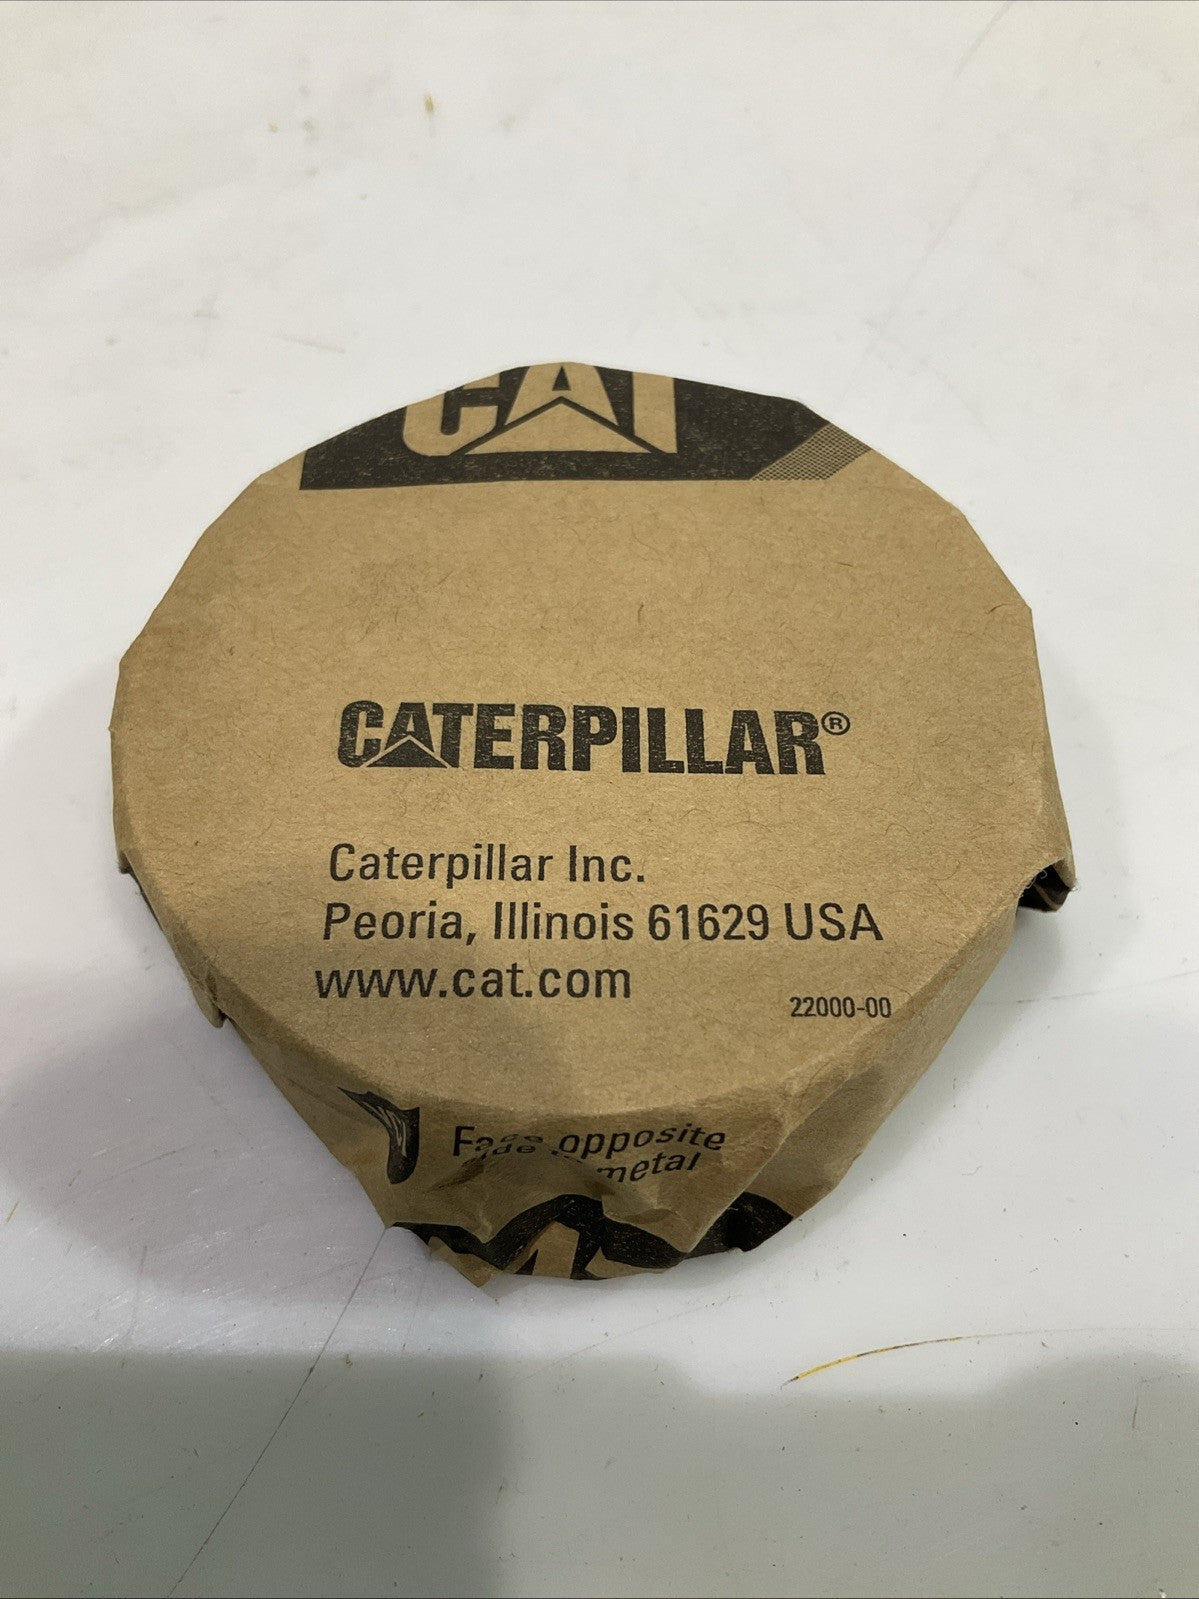 CAT
CATERPILLAR®
Caterpillar Inc.
Peoria, Illinois 61629 USA
www.cat.com
22000-00
opposite
metal